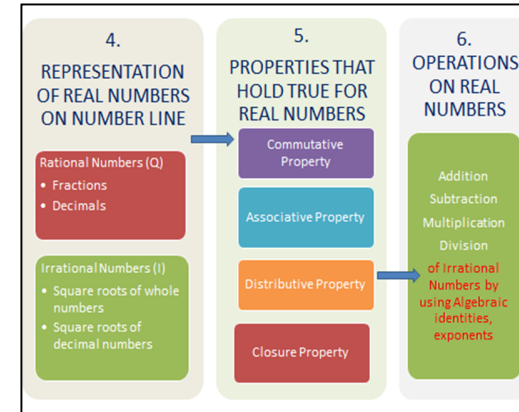 4.
REPRESENTATION
OF REAL NUMBERS
ON NUMBER LINE
Rational Numbers (Q)
• Fractions
• Decimals
Irrational Numbers (I)
• Square roots of whole
numbers
• Square roots of
decimal numbers
5.
PROPERTIES THAT
HOLD TRUE FOR
REAL NUMBERS
Commutative
Property
Associative Property
Distributive Property
Closure Property
6.
OPERATIONS
ON REAL
NUMBERS
Addition
Subtraction
Multiplication
Division
of Irrational
Numbers by
using Algebraic
identities,
exponents